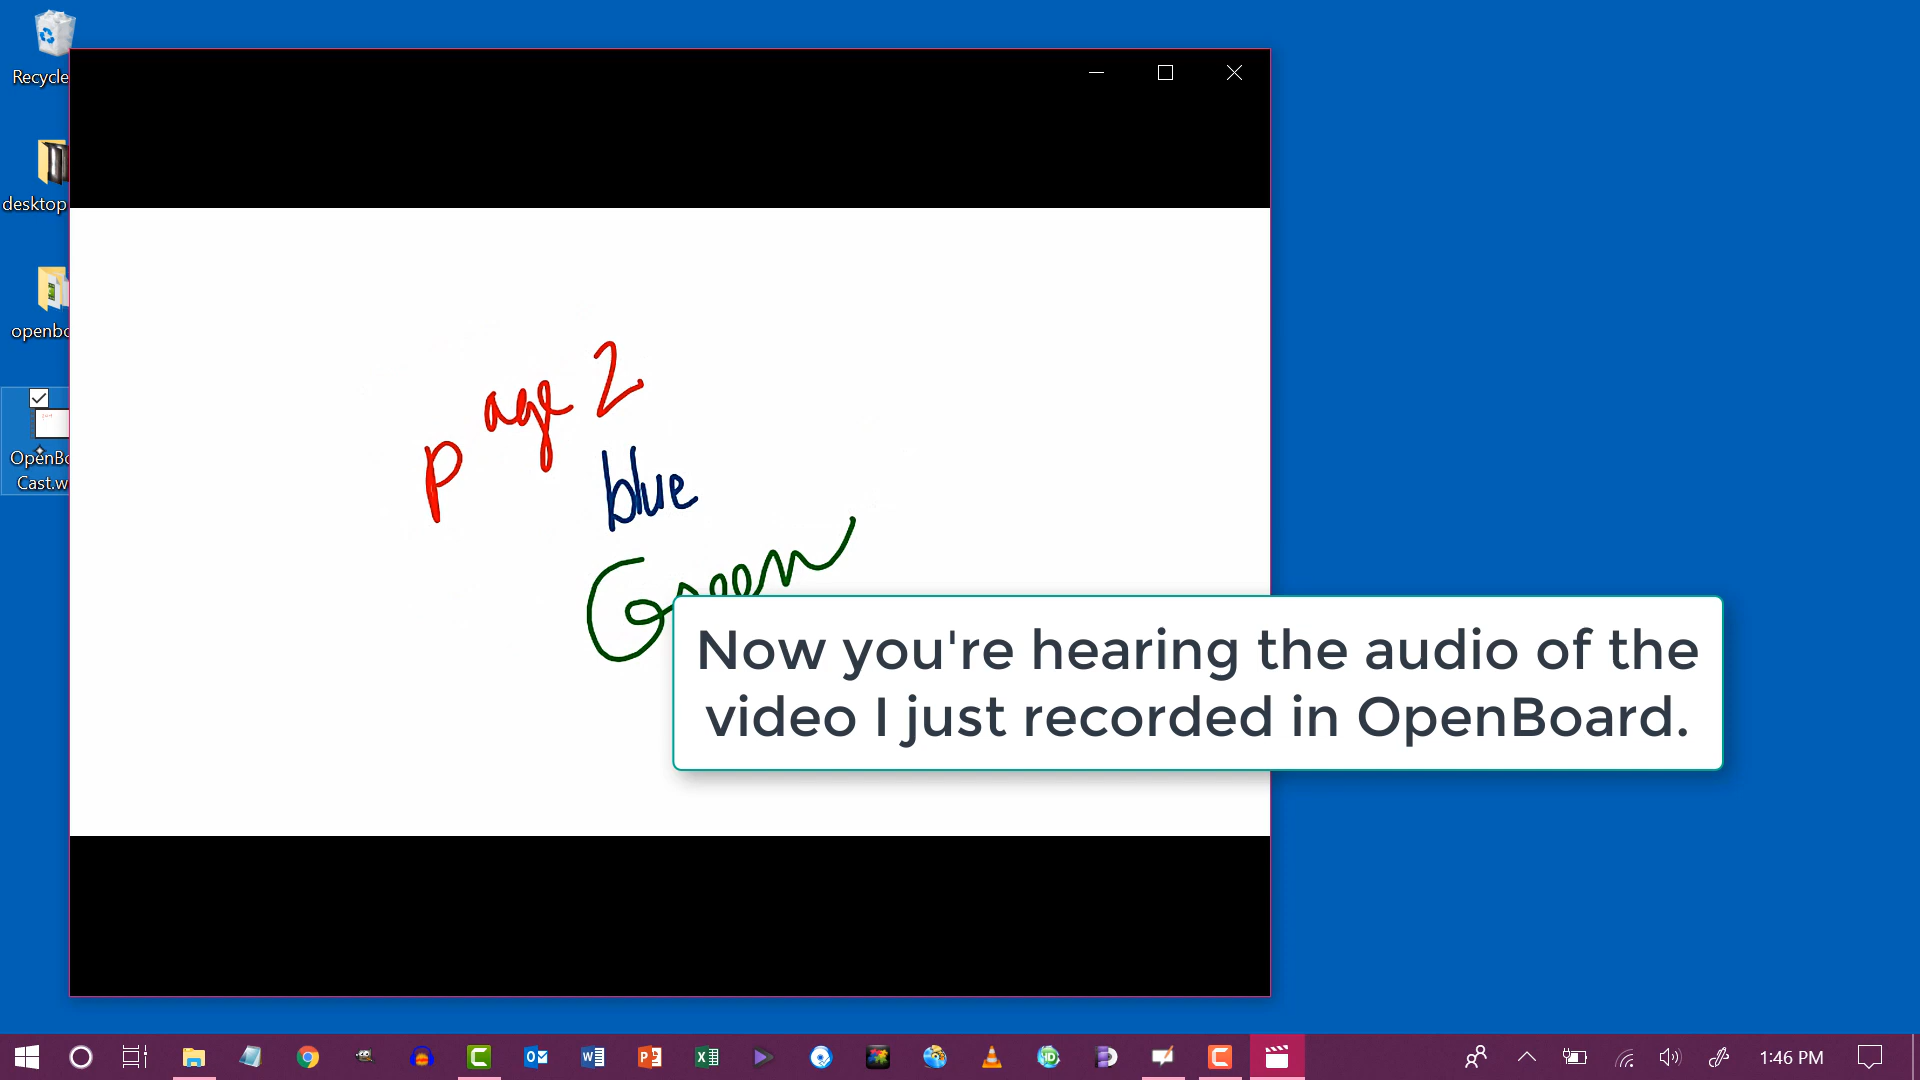 Recycle
desktop
openbo
OpenBo
Cast.w
Page 2
blue
Green
Now you're hearing the audio of the
video I just recorded in OpenBoard.
1:46 PM